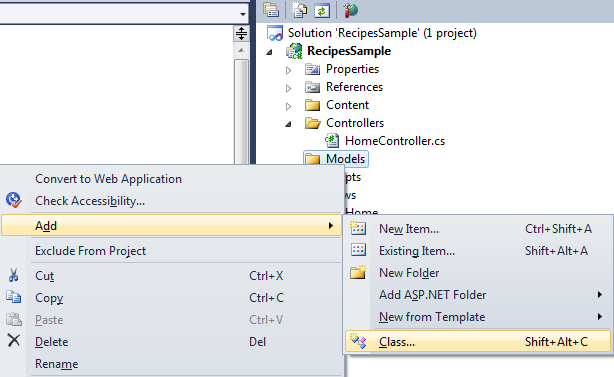 Solution 'RecipesSample' (1 project)
RecipesSample
Properties
References
Content
Controllers
HomeController.cs
Models
pts
ws
Home
Convert to Web Application
Check Accessibility...
Add
Exclude From Project
Cut Ctrl+X
Copy Ctrl+C
Paste Ctrl+V
Delete Del
Rename
New Item... Ctrl+Shift+A
Existing Item... Shift+Alt+A
New Folder
Add ASP.NET Folder
New from Template
Class... Shift+Alt+C